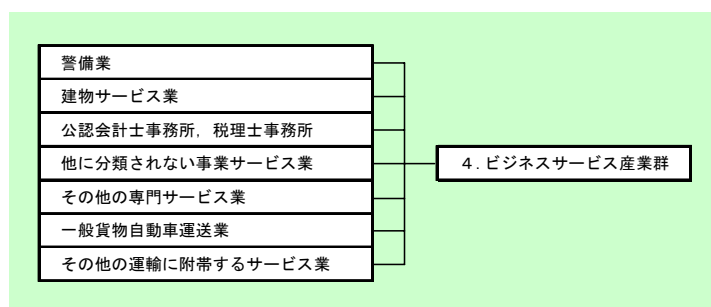 警備業
建物サービス業
公認会計士事務所，税理士事務所
他に分類されない事業サービス業
その他の専門サービス業
一般貨物自動車運送業
その他の運輸に附帯するサービス業
４．ビジネスサービス産業群